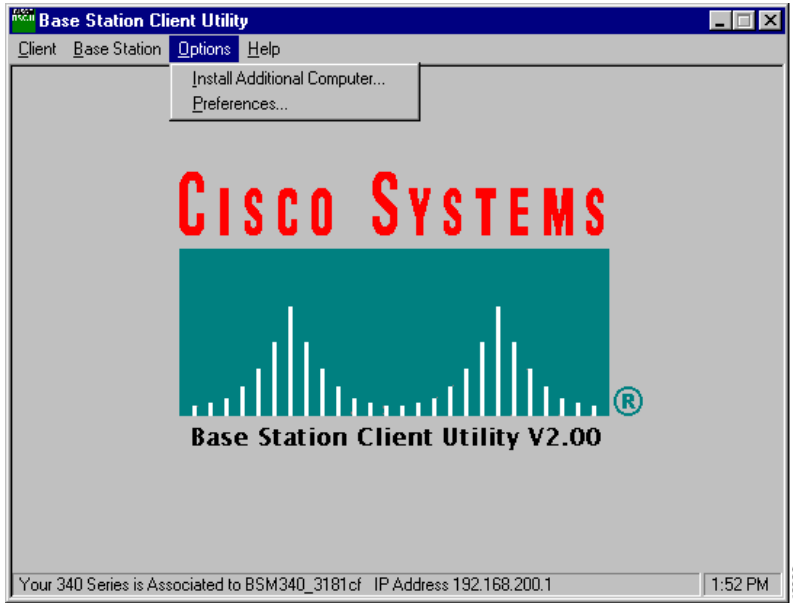 Base Station Client Utility
Client Base Station Options Help
Install Additional Computer...
Preferences...
CISCO SYSTEMS
®
Base Station Client Utility V2.00
Your 340 Series is Associated to BSM340_3181cf IP Address 192.168.200.1 1:52 PM